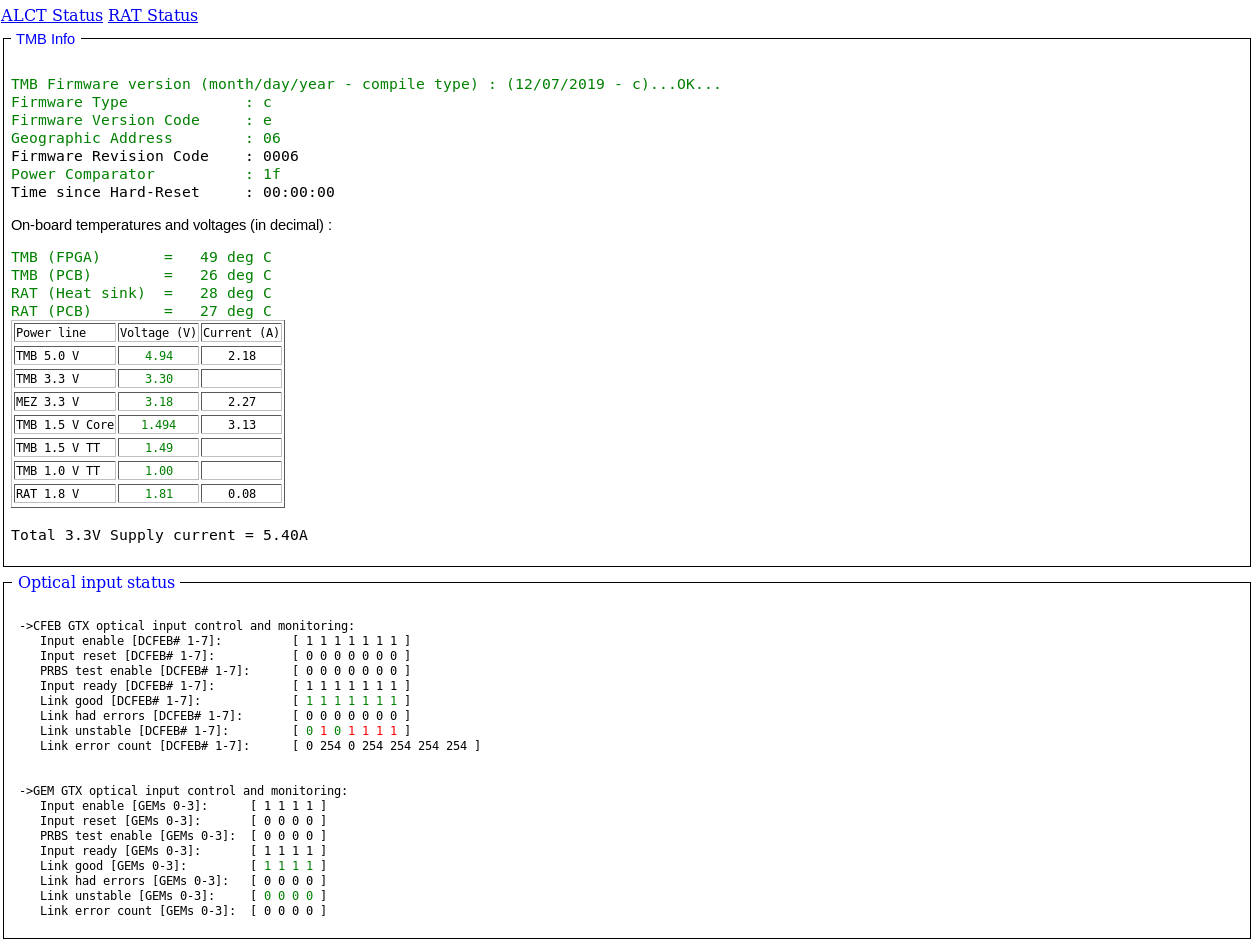 ALCT Status RAT Status
TMB Info
TMB Firmware version (month/day/year - compile type) : (12/07/2019 - c)...OK...
Firmware Type : c
Firmware Version Code : e
Geographic Address : 06
Firmware Revision Code : 0006
Power Comparator : 1f
Time since Hard-Reset : 00:00:00
On-board temperatures and voltages (in decimal) :
TMB (FPGA) = 49 deg C
TMB (PCB) = 26 deg C
RAT (Heat sink) = 28 deg C
RAT (PCB) = 27 deg C
Power line Voltage (V) Current (A)
TMB 5.0 V 4.94 2.18
TMB 3.3 V 3.30
MEZ 3.3 V 3.18 2.27
TMB 1.5 V Core 1.494 3.13
TMB 1.5 V TT 1.49
TMB 1.0 V TT 1.00
RAT 1.8 V 1.81 0.08
Total 3.3V Supply current = 5.40A
Optical input status
->CFEB GTX optical input control and monitoring:
Input enable [DCFEB# 1-7]: [ 1 1 1 1 1 1 1 ]
Input reset [DCFEB# 1-7]: [ 0 0 0 0 0 0 0 ]
PRBS test enable [DCFEB# 1-7]: [ 0 0 0 0 0 0 0 ]
Input ready [DCFEB# 1-7]: [ 1 1 1 1 1 1 1 ]
Link good [DCFEB# 1-7]: [ 1 1 1 1 1 1 1 ]
Link had errors [DCFEB# 1-7]: [ 0 0 0 0 0 0 0 ]
Link unstable [DCFEB# 1-7]: [ 0 1 0 1 1 1 1 ]
Link error count [DCFEB# 1-7]: [ 0 254 0 254 254 254 254 ]
->GEM GTX optical input control and monitoring:
Input enable [GEMs 0-3]: [ 1 1 1 1 ]
Input reset [GEMs 0-3]: [ 0 0 0 0 ]
PRBS test enable [GEMs 0-3]: [ 0 0 0 0 ]
Input ready [GEMs 0-3]: [ 1 1 1 1 ]
Link good [GEMs 0-3]: [ 1 1 1 1 ]
Link had errors [GEMs 0-3]: [ 0 0 0 0 ]
Link unstable [GEMs 0-3]: [ 0 0 0 0 ]
Link error count [GEMs 0-3]: [ 0 0 0 0 ]